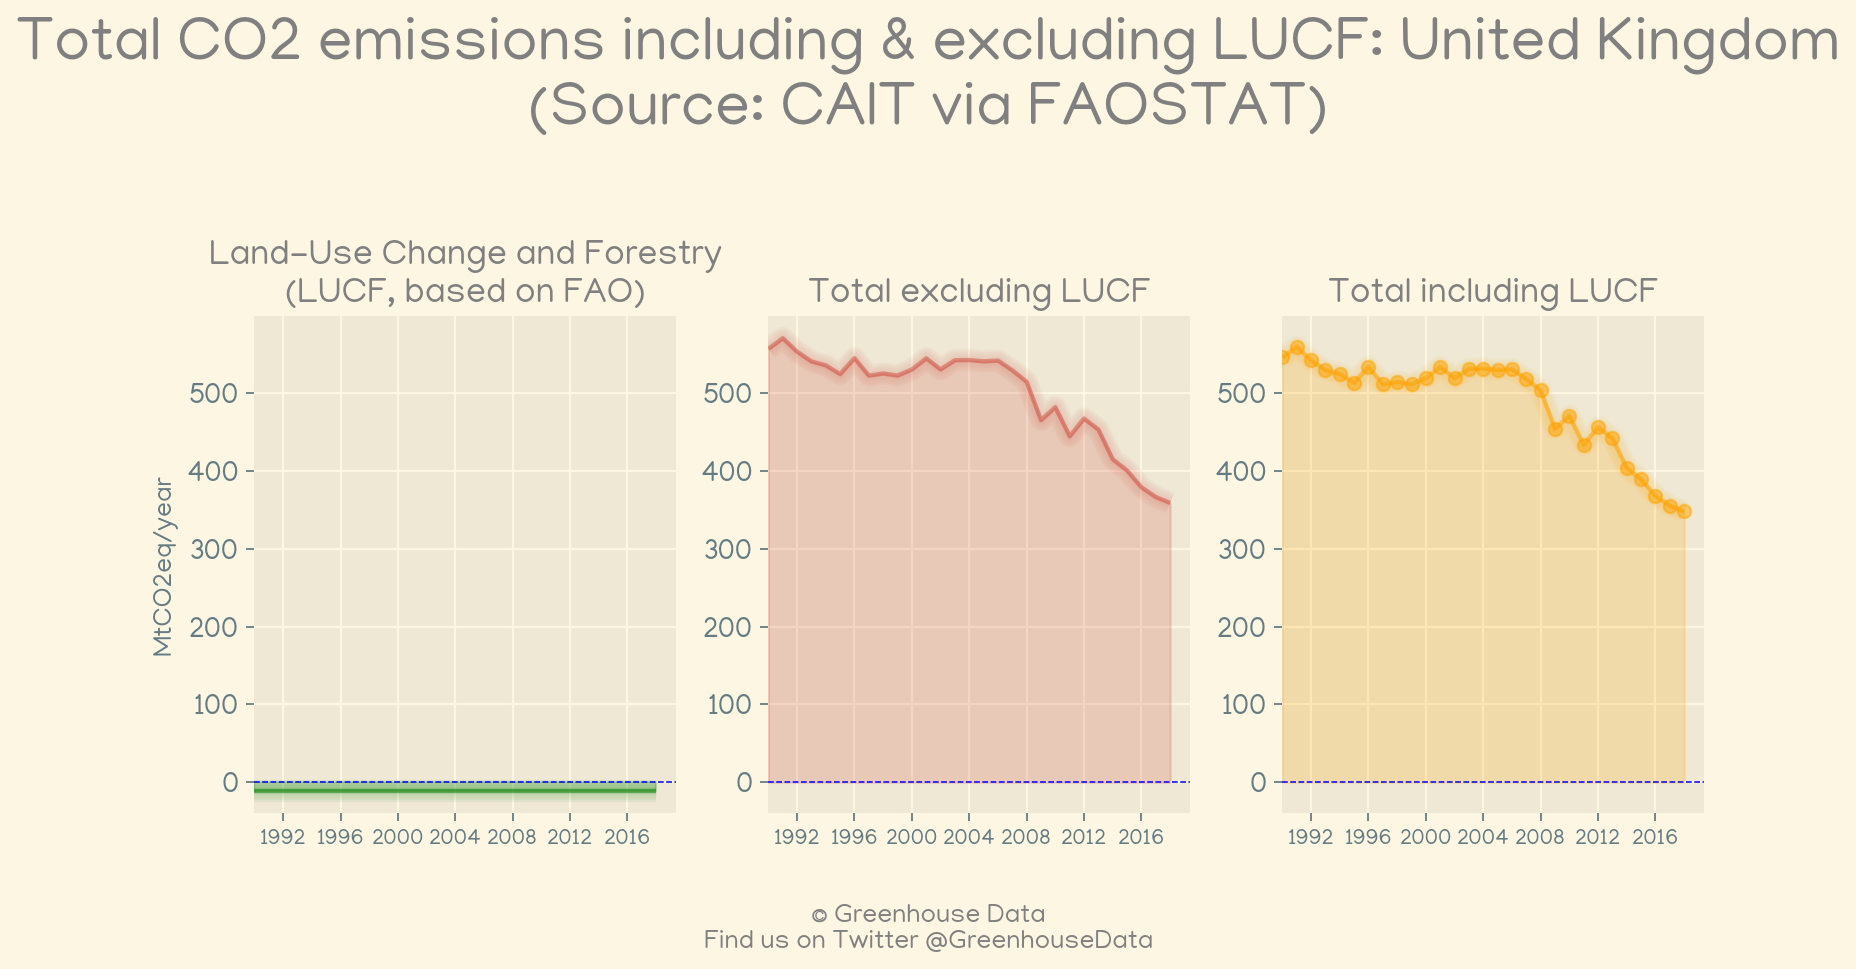 Total CO2 emissions including & excluding LUCF: United Kingdom
(Source: CAIT via FAOSTAT)
Land-Use Change and Forestry
(LUCF, based on FAO)
Total excluding LUCF
Total including LUCF
MtCO2eq/year
500
400
300
200
100
0
1992 1996 2000 2004 2008 2012 2016
500
400
300
200
100
0
1992 1996 2000 2004 2008 2012 2016
500
400
300
200
100
0
1992 1996 2000 2004 2008 2012 2016
© Greenhouse Data
Find us on Twitter @GreenhouseData